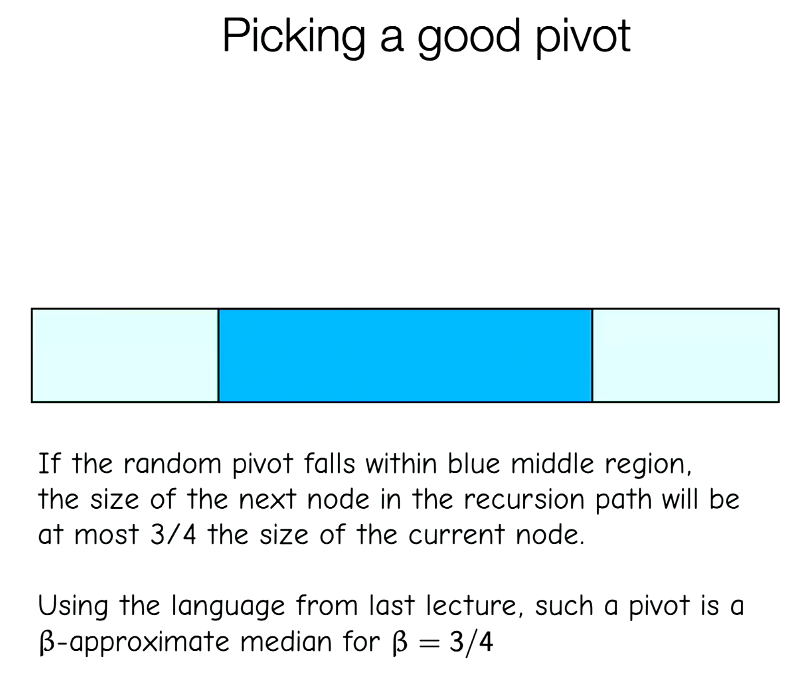 Picking a good pivot
If the random pivot falls within blue middle region,
the size of the next node in the recursion path will be
at most 3/4 the size of the current node.
Using the language from last lecture, such a pivot is a
β-approximate median for β = 3/4